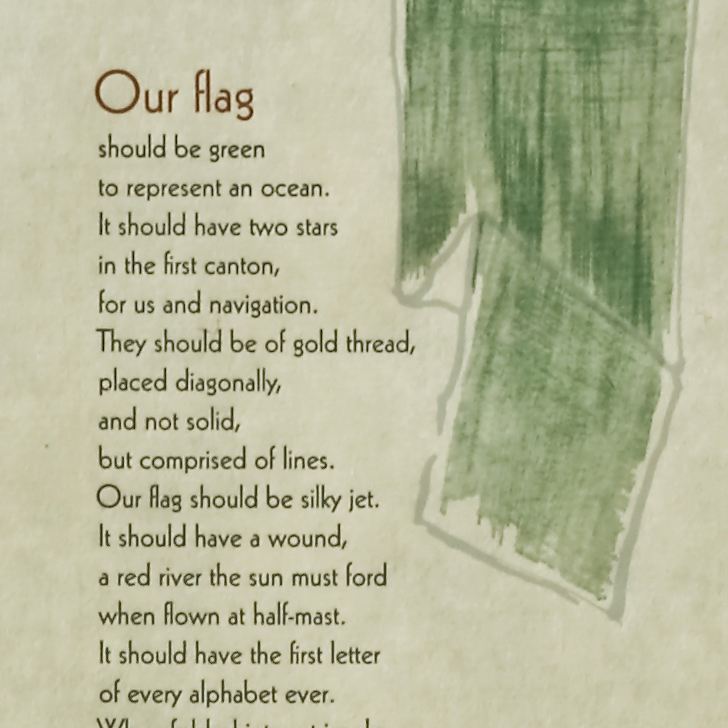 Our flag
should be green
to represent an ocean.
It should have two stars
in the first canton,
for us and navigation.
They should be of gold thread,
placed diagonally,
and not solid,
but comprised of lines.
Our flag should be silky jet.
It should have a wound,
a red river the sun must ford
when flown at half-mast.
It should have the first letter
of every alphabet ever.